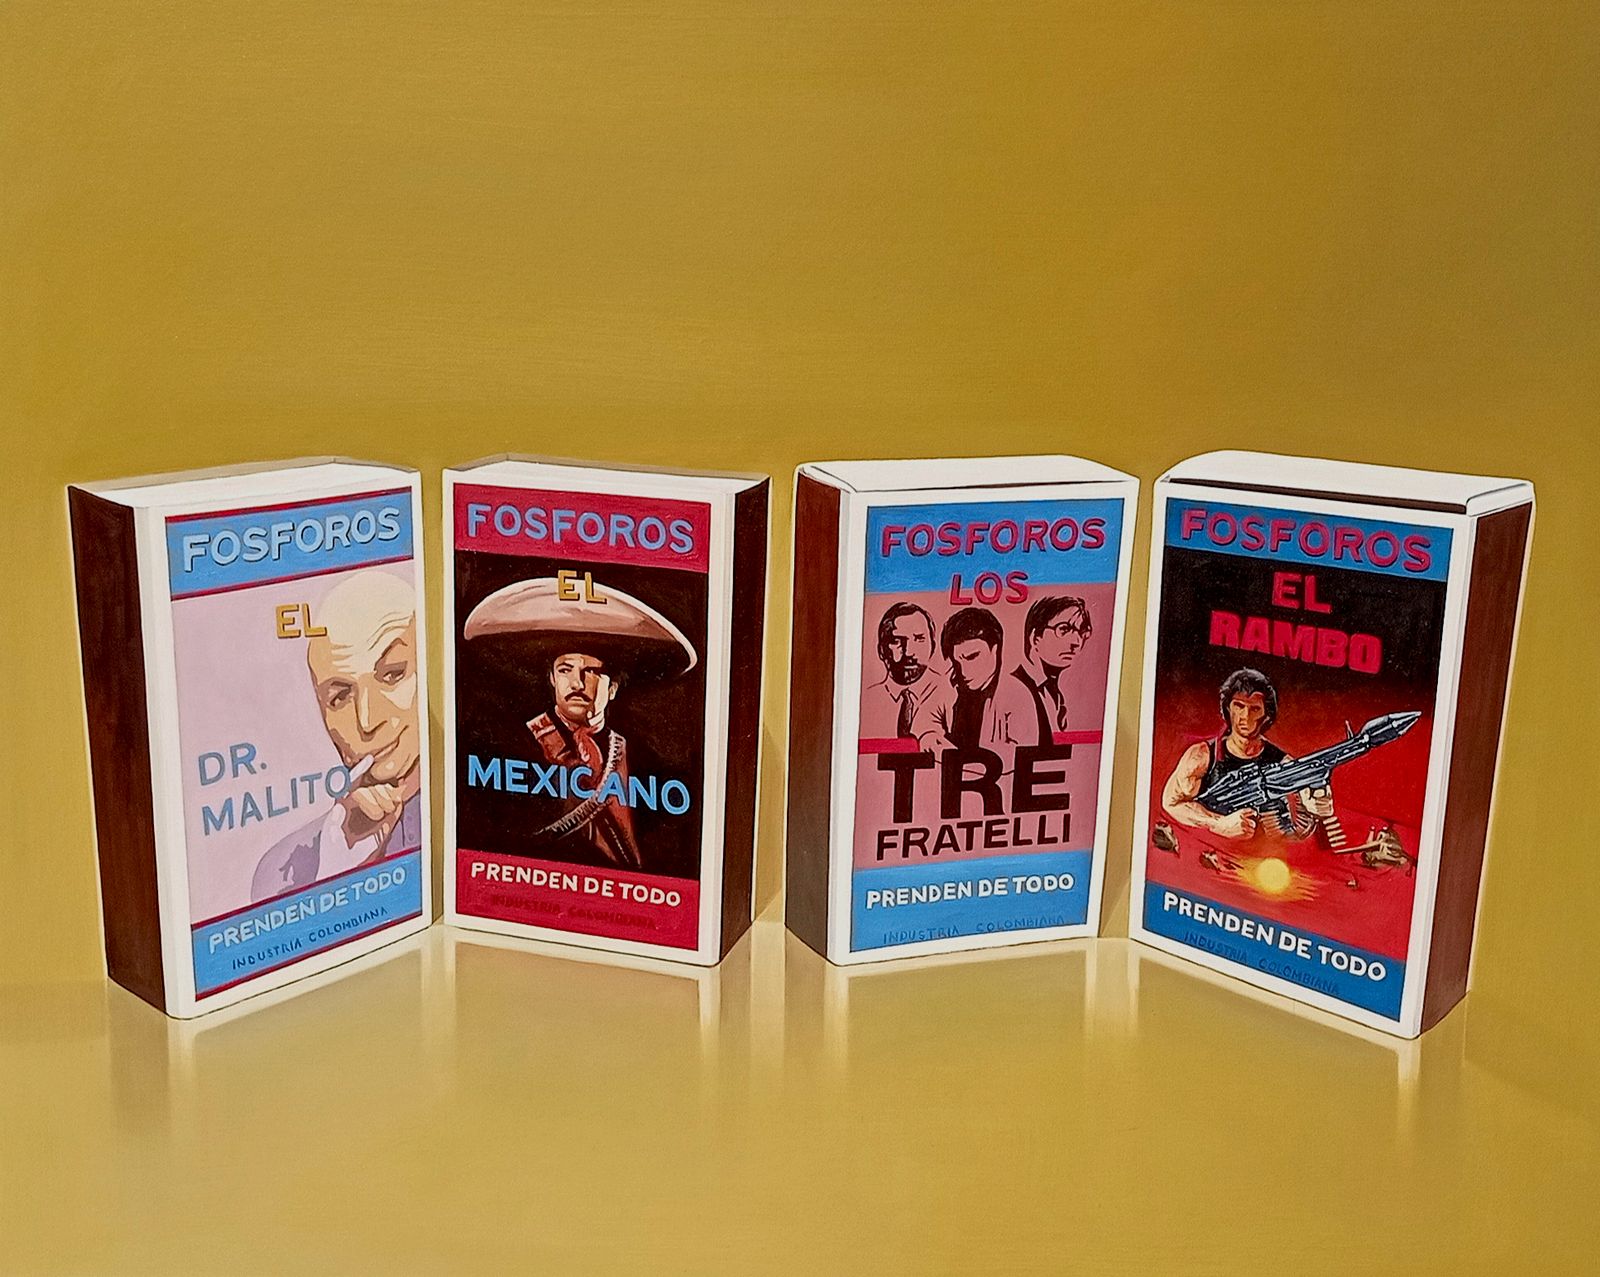 FOSFOROS
EL
DR.
MALITO
PRENDEN DE TODO
INDUSTRIA COLOMBIANA
FOSFOROS
EL
MEXICANO
PRENDEN DE TODO
INDUSTRIA COLOMBIANA
FOSFOROS
LOS
TRE
FRATELLI
PRENDEN DE TODO
INDUSTRIA COLOMBIANA
FOSFOROS
EL
RAMBO
PRENDEN DE TODO
INDUSTRIA COLOMBIANA